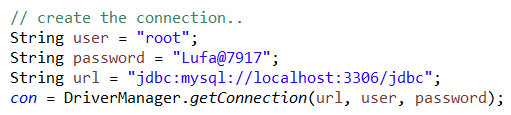 // create the connection..
String user = "root";
String password = "Lufa@7917";
String url = "jdbc:mysql://localhost:3306/jdbc";
con = DriverManager.getConnection(url, user, password);